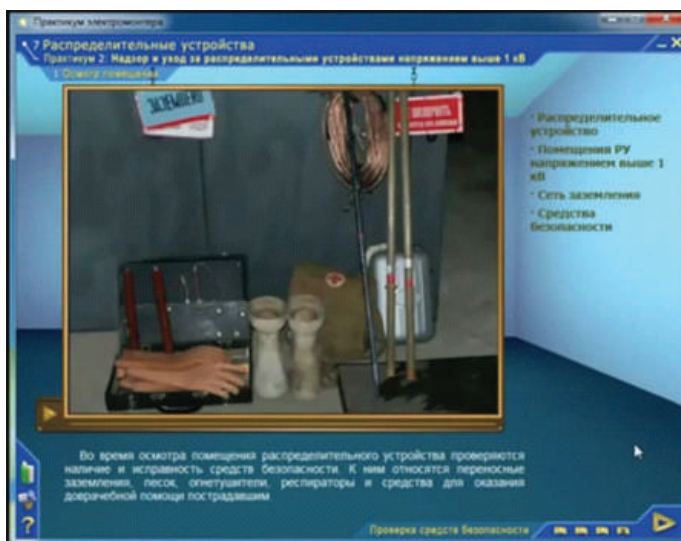 Практикум электромонтера
7 Распределительные устройства
Практикум 2: Надзор и уход за распределительными устройствами напряжением выше 1 кВ
1 Осмотр помещений
ЗАЗЕМЛЕНО
ВКЛЮЧАТЬ
· Распределительное
устройство
· Помещения РУ
напряжением выше 1
кВ
· Сеть заземления
· Средства
безопасности
Во время осмотра помещения распределительного устройства проверяются
наличие и исправность средств безопасности. К ним относятся переносные
заземления, песок, огнетушители, респираторы и средства для оказания
доврачебной помощи пострадавшим
?
Проверка средств безопасности